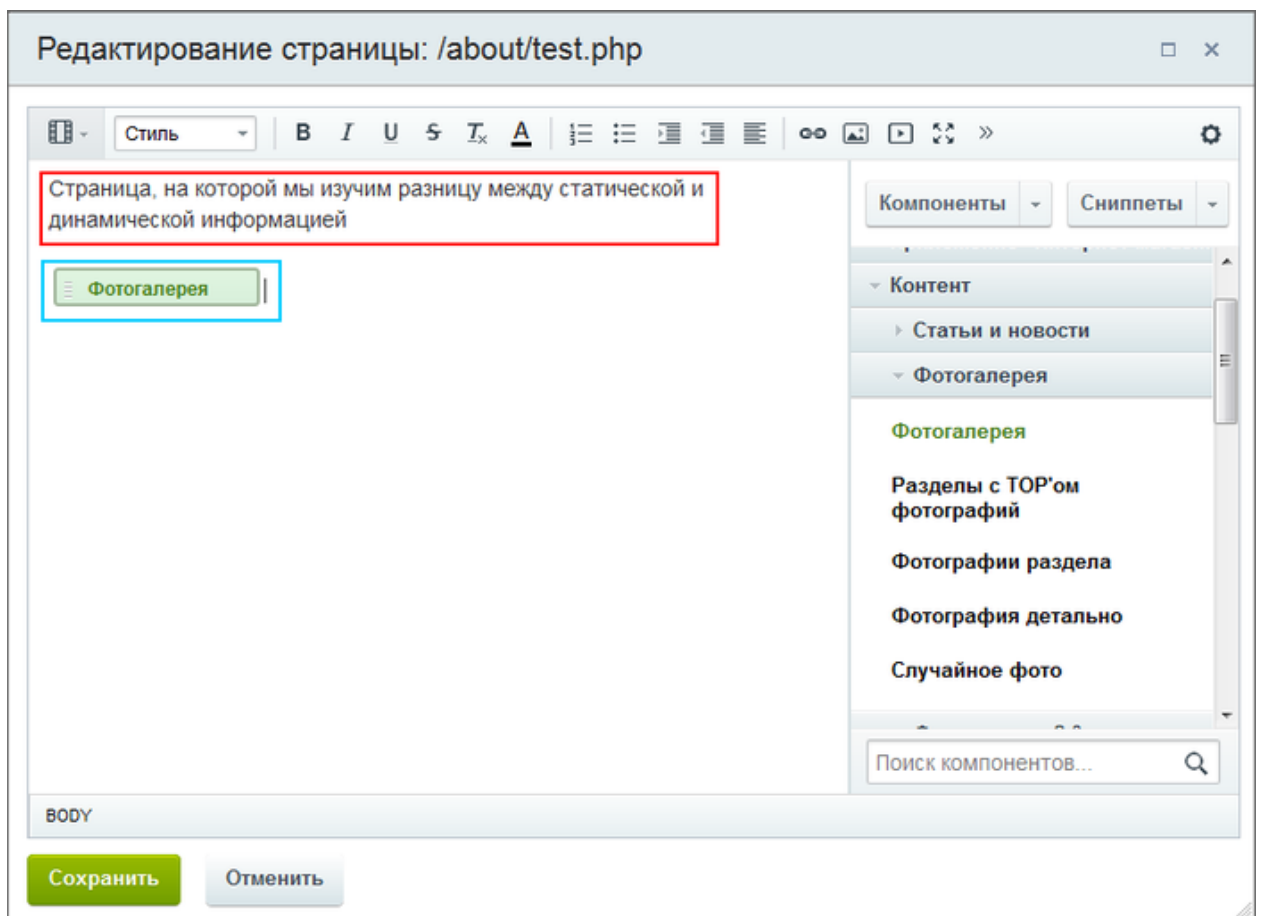 Редактирование страницы: /about/test.php
Стиль
B I U S Tx A
Страница, на которой мы изучим разницу между статической и
динамической информацией
Фотогалерея
Компоненты
Сниппеты
Контент
Статьи и новости
Фотогалерея
Фотогалерея
Разделы с TOP'ом
фотографий
Фотографии раздела
Фотография детально
Случайное фото
Поиск компонентов...
BODY
Сохранить
Отменить